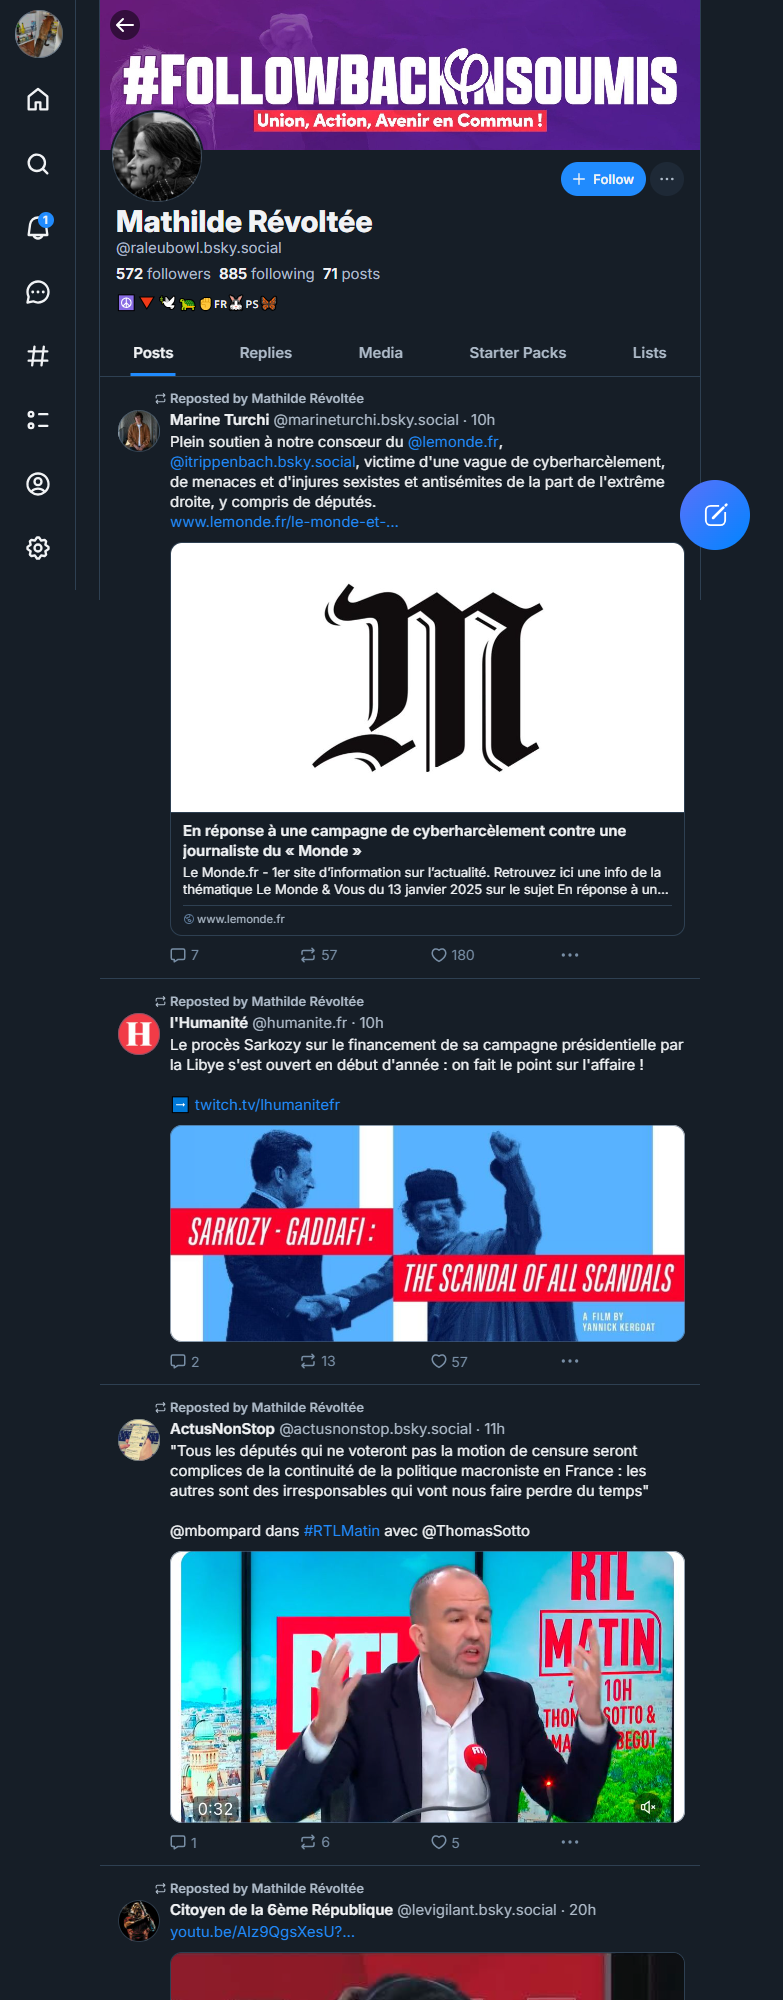 #FOLLOWBACKINSOUMIS
Union, Action, Avenir en Commun !
1
+ Follow
Mathilde Révoltée
@raleubowl.bsky.social
572 followers 885 following 71 posts
☮️🔻🕊️🐢✊FR🐰PS🦋
Posts Replies Media Starter Packs Lists
Reposted by Mathilde Révoltée
Marine Turchi @marineturchi.bsky.social · 10h
Plein soutien à notre consœur du @lemonde.fr,
@itrippenbach.bsky.social, victime d'une vague de cyberharcèlement,
de menaces et d'injures sexistes et antisémites de la part de l'extrême
droite, y compris de députés.
www.lemonde.fr/le-monde-et-...
M
En réponse à une campagne de cyberharcèlement contre une
journaliste du « Monde »
Le Monde.fr - 1er site d'information sur l'actualité. Retrouvez ici une info de la
thématique Le Monde & Vous du 13 janvier 2025 sur le sujet En réponse à un...
www.lemonde.fr
7 57 180
Reposted by Mathilde Révoltée
H
l'Humanité @humanite.fr · 10h
Le procès Sarkozy sur le financement de sa campagne présidentielle par
la Libye s'est ouvert en début d'année : on fait le point sur l'affaire !
➡️ twitch.tv/lhumanitefr
SARKOZY - GADDAFI :
THE SCANDAL OF ALL SCANDALS
A FILM BY
YANNICK KERGOAT
2 13 57
Reposted by Mathilde Révoltée
ActusNonStop @actusnonstop.bsky.social · 11h
"Tous les députés qui ne voteront pas la motion de censure seront
complices de la continuité de la politique macroniste en France : les
autres sont des irresponsables qui vont nous faire perdre du temps"
@mbompard dans #RTLMatin avec @ThomasSotto
RTL
RTL
MATIN
10H
SOTTO &
0:32
1 6 5
Reposted by Mathilde Révoltée
Citoyen de la 6ème République @levigilant.bsky.social · 20h
youtu.be/AIz9QgsXesU?...